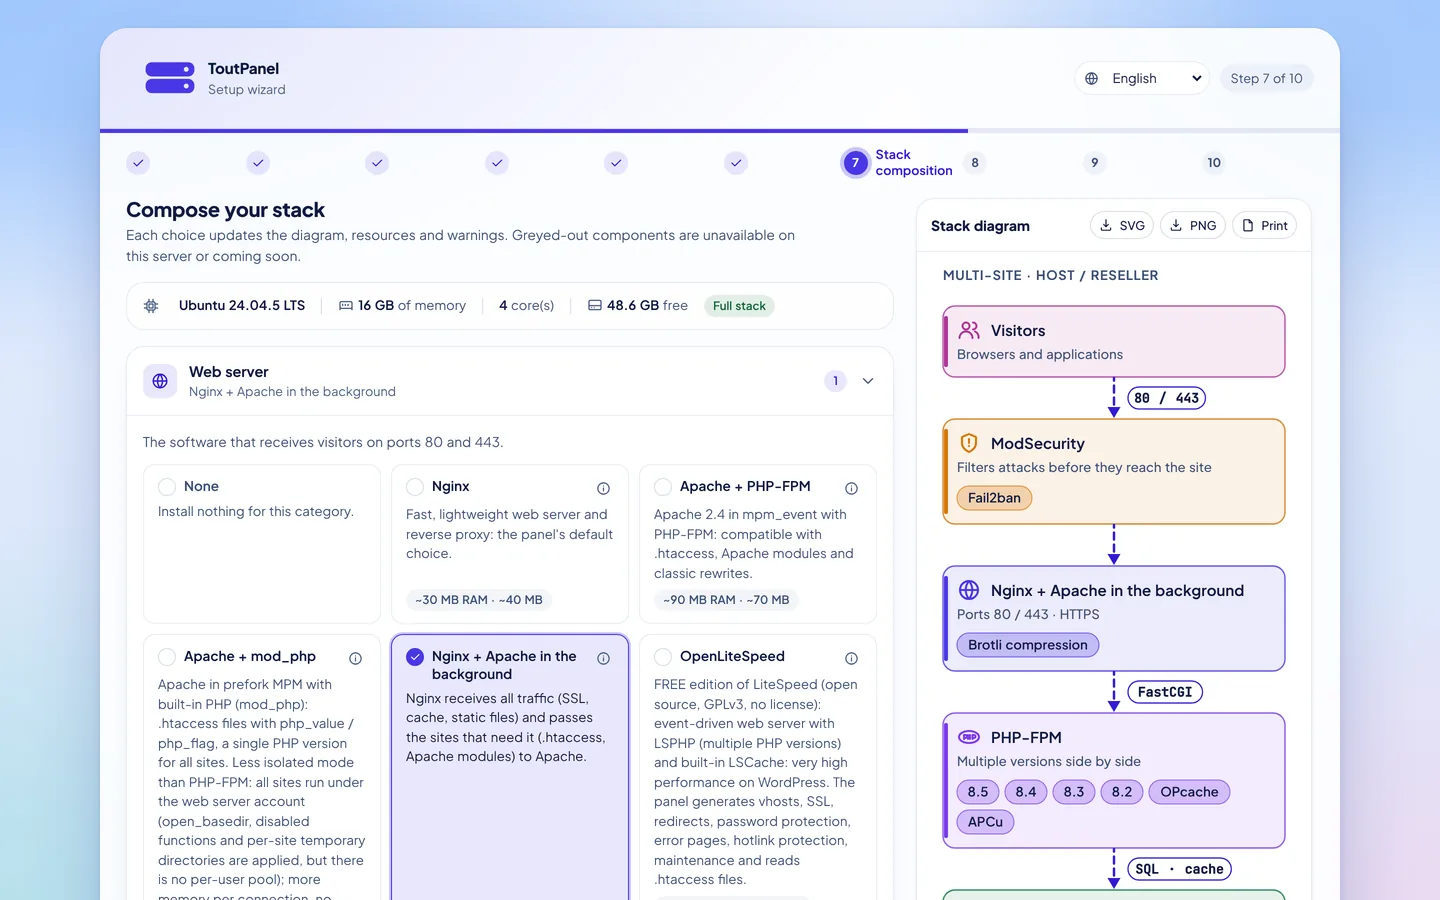 ToutPanel
Setup wizard
English
Step 7 of 10
7
Stack
composition
8
9
10
Compose your stack
Each choice updates the diagram, resources and warnings. Greyed-out components are unavailable on
this server or coming soon.
Ubuntu 24.04.5 LTS
16 GB of memory
4 core(s)
48.6 GB free
Full stack
Web server
Nginx + Apache in the background
1
The software that receives visitors on ports 80 and 443.
None
Install nothing for this category.
Nginx
Fast, lightweight web server and
reverse proxy: the panel's default
choice.
~30 MB RAM · ~40 MB
Apache + PHP-FPM
Apache 2.4 in mpm_event with
PHP-FPM: compatible with
.htaccess, Apache modules and
classic rewrites.
~90 MB RAM · ~70 MB
Apache + mod_php
Apache in prefork MPM with
built-in PHP (mod_php):
.htaccess files with php_value /
php_flag, a single PHP version
for all sites. Less isolated mode
than PHP-FPM: all sites run under
the web server account
(open_basedir, disabled
functions and per-site temporary
directories are applied, but there
is no per-user pool); more
memory per connection, no
Nginx + Apache in the
background
Nginx receives all traffic (SSL,
cache, static files) and passes
the sites that need it (.htaccess,
Apache modules) to Apache.
OpenLiteSpeed
FREE edition of LiteSpeed (open
source, GPLv3, no license):
event-driven web server with
LSPHP (multiple PHP versions)
and built-in LSCache: very high
performance on WordPress. The
panel generates vhosts, SSL,
redirects, password protection,
error pages, hotlink protection,
maintenance and reads
.htaccess files.
Stack diagram
SVG
PNG
Print
MULTI-SITE · HOST / RESELLER
Visitors
Browsers and applications
80 / 443
ModSecurity
Filters attacks before they reach the site
Fail2ban
Nginx + Apache in the background
Ports 80 / 443 · HTTPS
Brotli compression
FastCGI
PHP-FPM
Multiple versions side by side
8.5
8.4
8.3
8.2
OPcache
APCu
SQL · cache